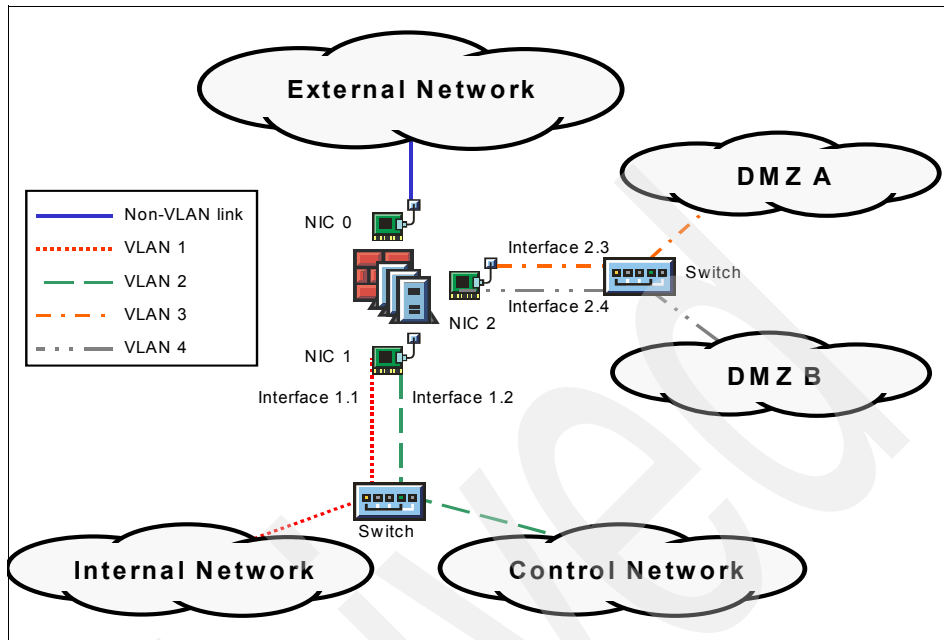 External Network
DMZ A
Non-VLAN link
VLAN 1
VLAN 2
VLAN 3
VLAN 4
NIC 0
Interface 2.3
Switch
Interface 2.4
NIC 2
NIC 1
DMZ B
Interface 1.1
Interface 1.2
Switch
Internal Network
Control Network